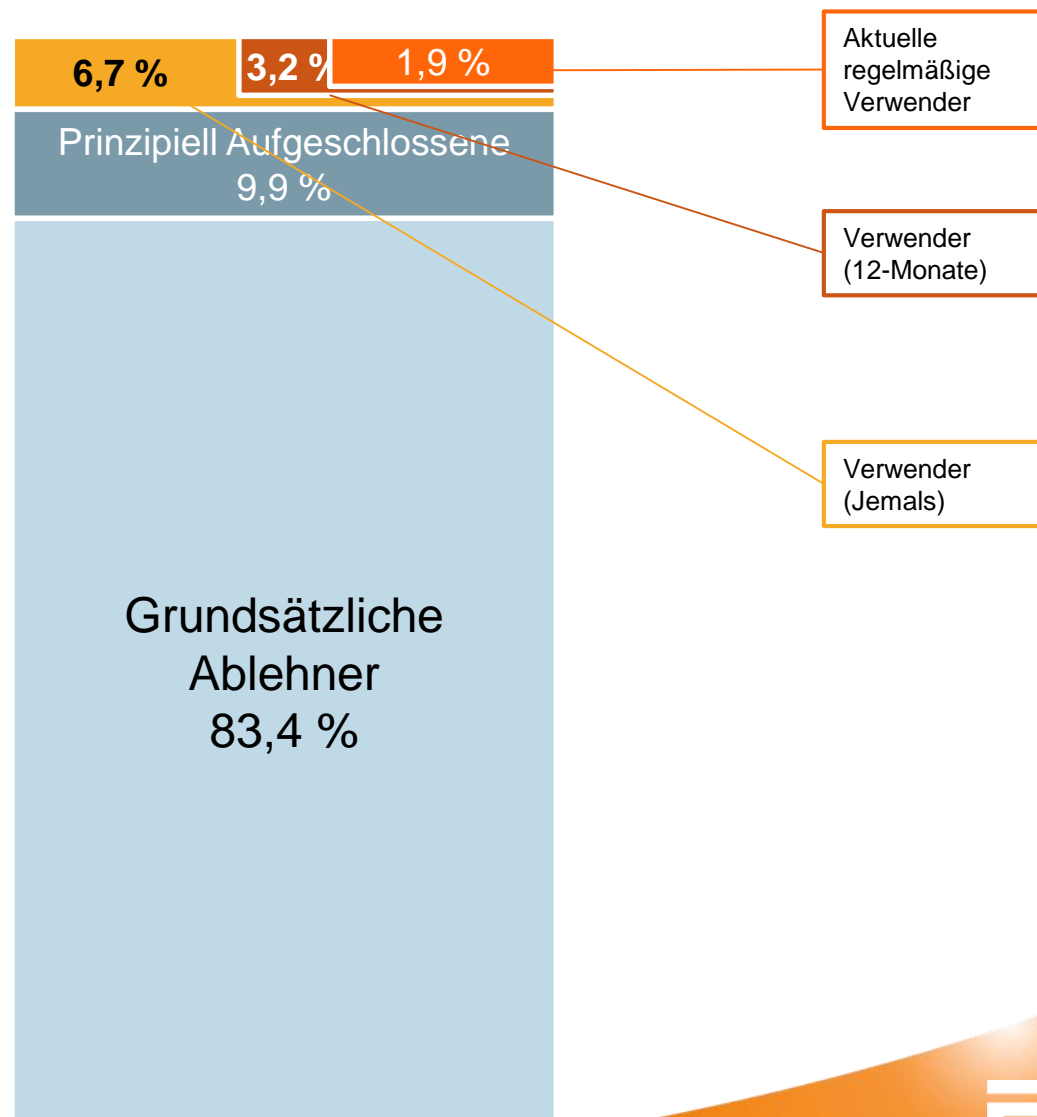 6,7 %
3,2 %
1,9 %
Prinzipiell Aufgeschlossene
9,9 %
Grundsätzliche
Ablehner
83,4 %
Aktuelle
regelmäßige
Verwender
Verwender
(12-Monate)
Verwender
(Jemals)